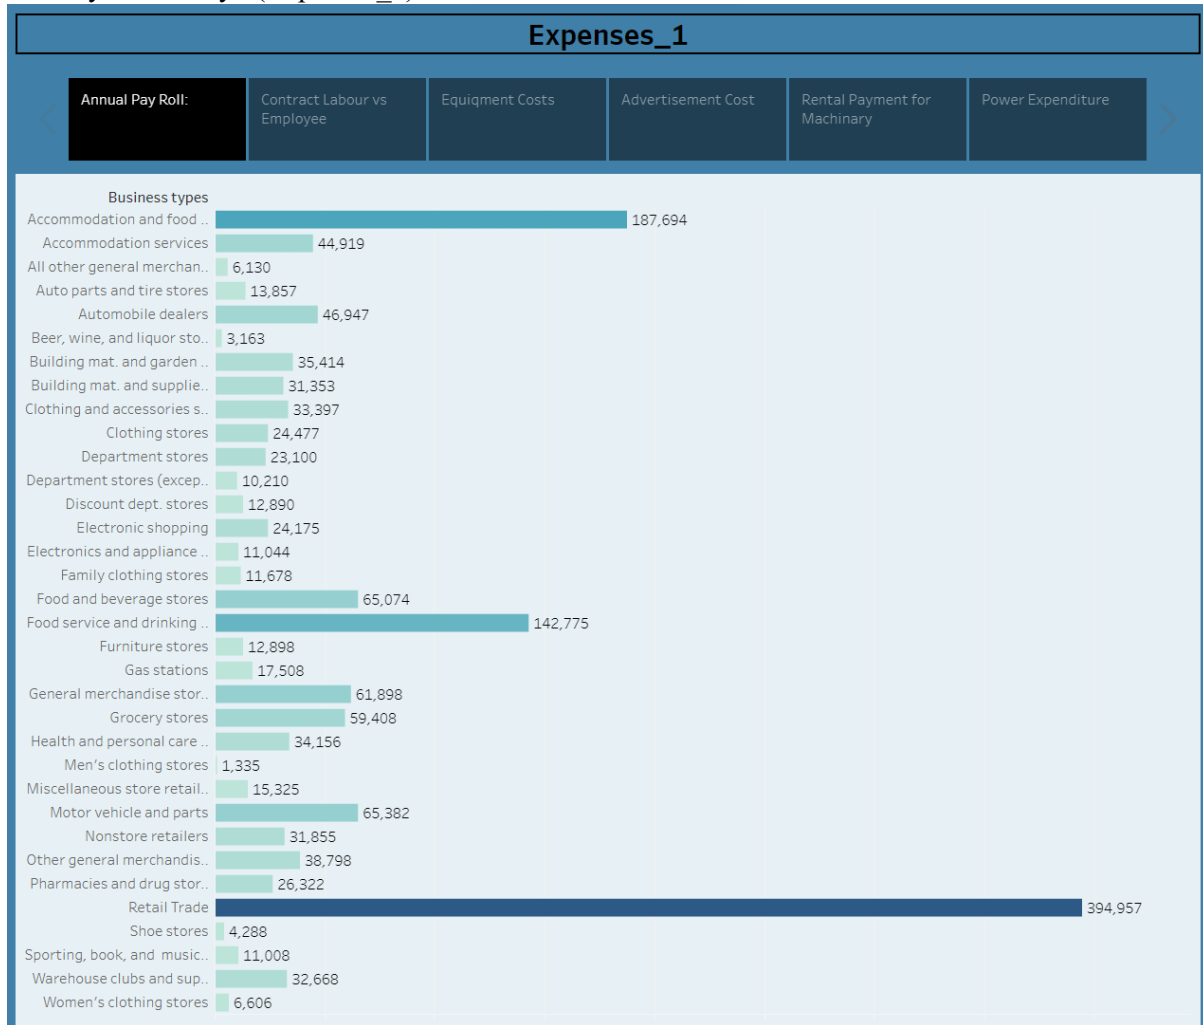 Expenses_1
Annual Pay Roll:
Contract Labour vs
Employee
Equiqment Costs
Advertisement Cost
Rental Payment for
Machinary
Power Expenditure
Business types
Accommodation and food .. 187,694
Accommodation services 44,919
All other general merchan.. 6,130
Auto parts and tire stores 13,857
Automobile dealers 46,947
Beer, wine, and liquor sto.. 3,163
Building mat. and garden .. 35,414
Building mat. and supplie.. 31,353
Clothing and accessories s.. 33,397
Clothing stores 24,477
Department stores 23,100
Department stores (excep.. 10,210
Discount dept. stores 12,890
Electronic shopping 24,175
Electronics and appliance .. 11,044
Family clothing stores 11,678
Food and beverage stores 65,074
Food service and drinking .. 142,775
Furniture stores 12,898
Gas stations 17,508
General merchandise stor.. 61,898
Grocery stores 59,408
Health and personal care .. 34,156
Men's clothing stores 1,335
Miscellaneous store retail.. 15,325
Motor vehicle and parts 65,382
Nonstore retailers 31,855
Other general merchandis.. 38,798
Pharmacies and drug stor.. 26,322
Retail Trade 394,957
Shoe stores 4,288
Sporting, book, and music.. 11,008
Warehouse clubs and sup.. 32,668
Women's clothing stores 6,606